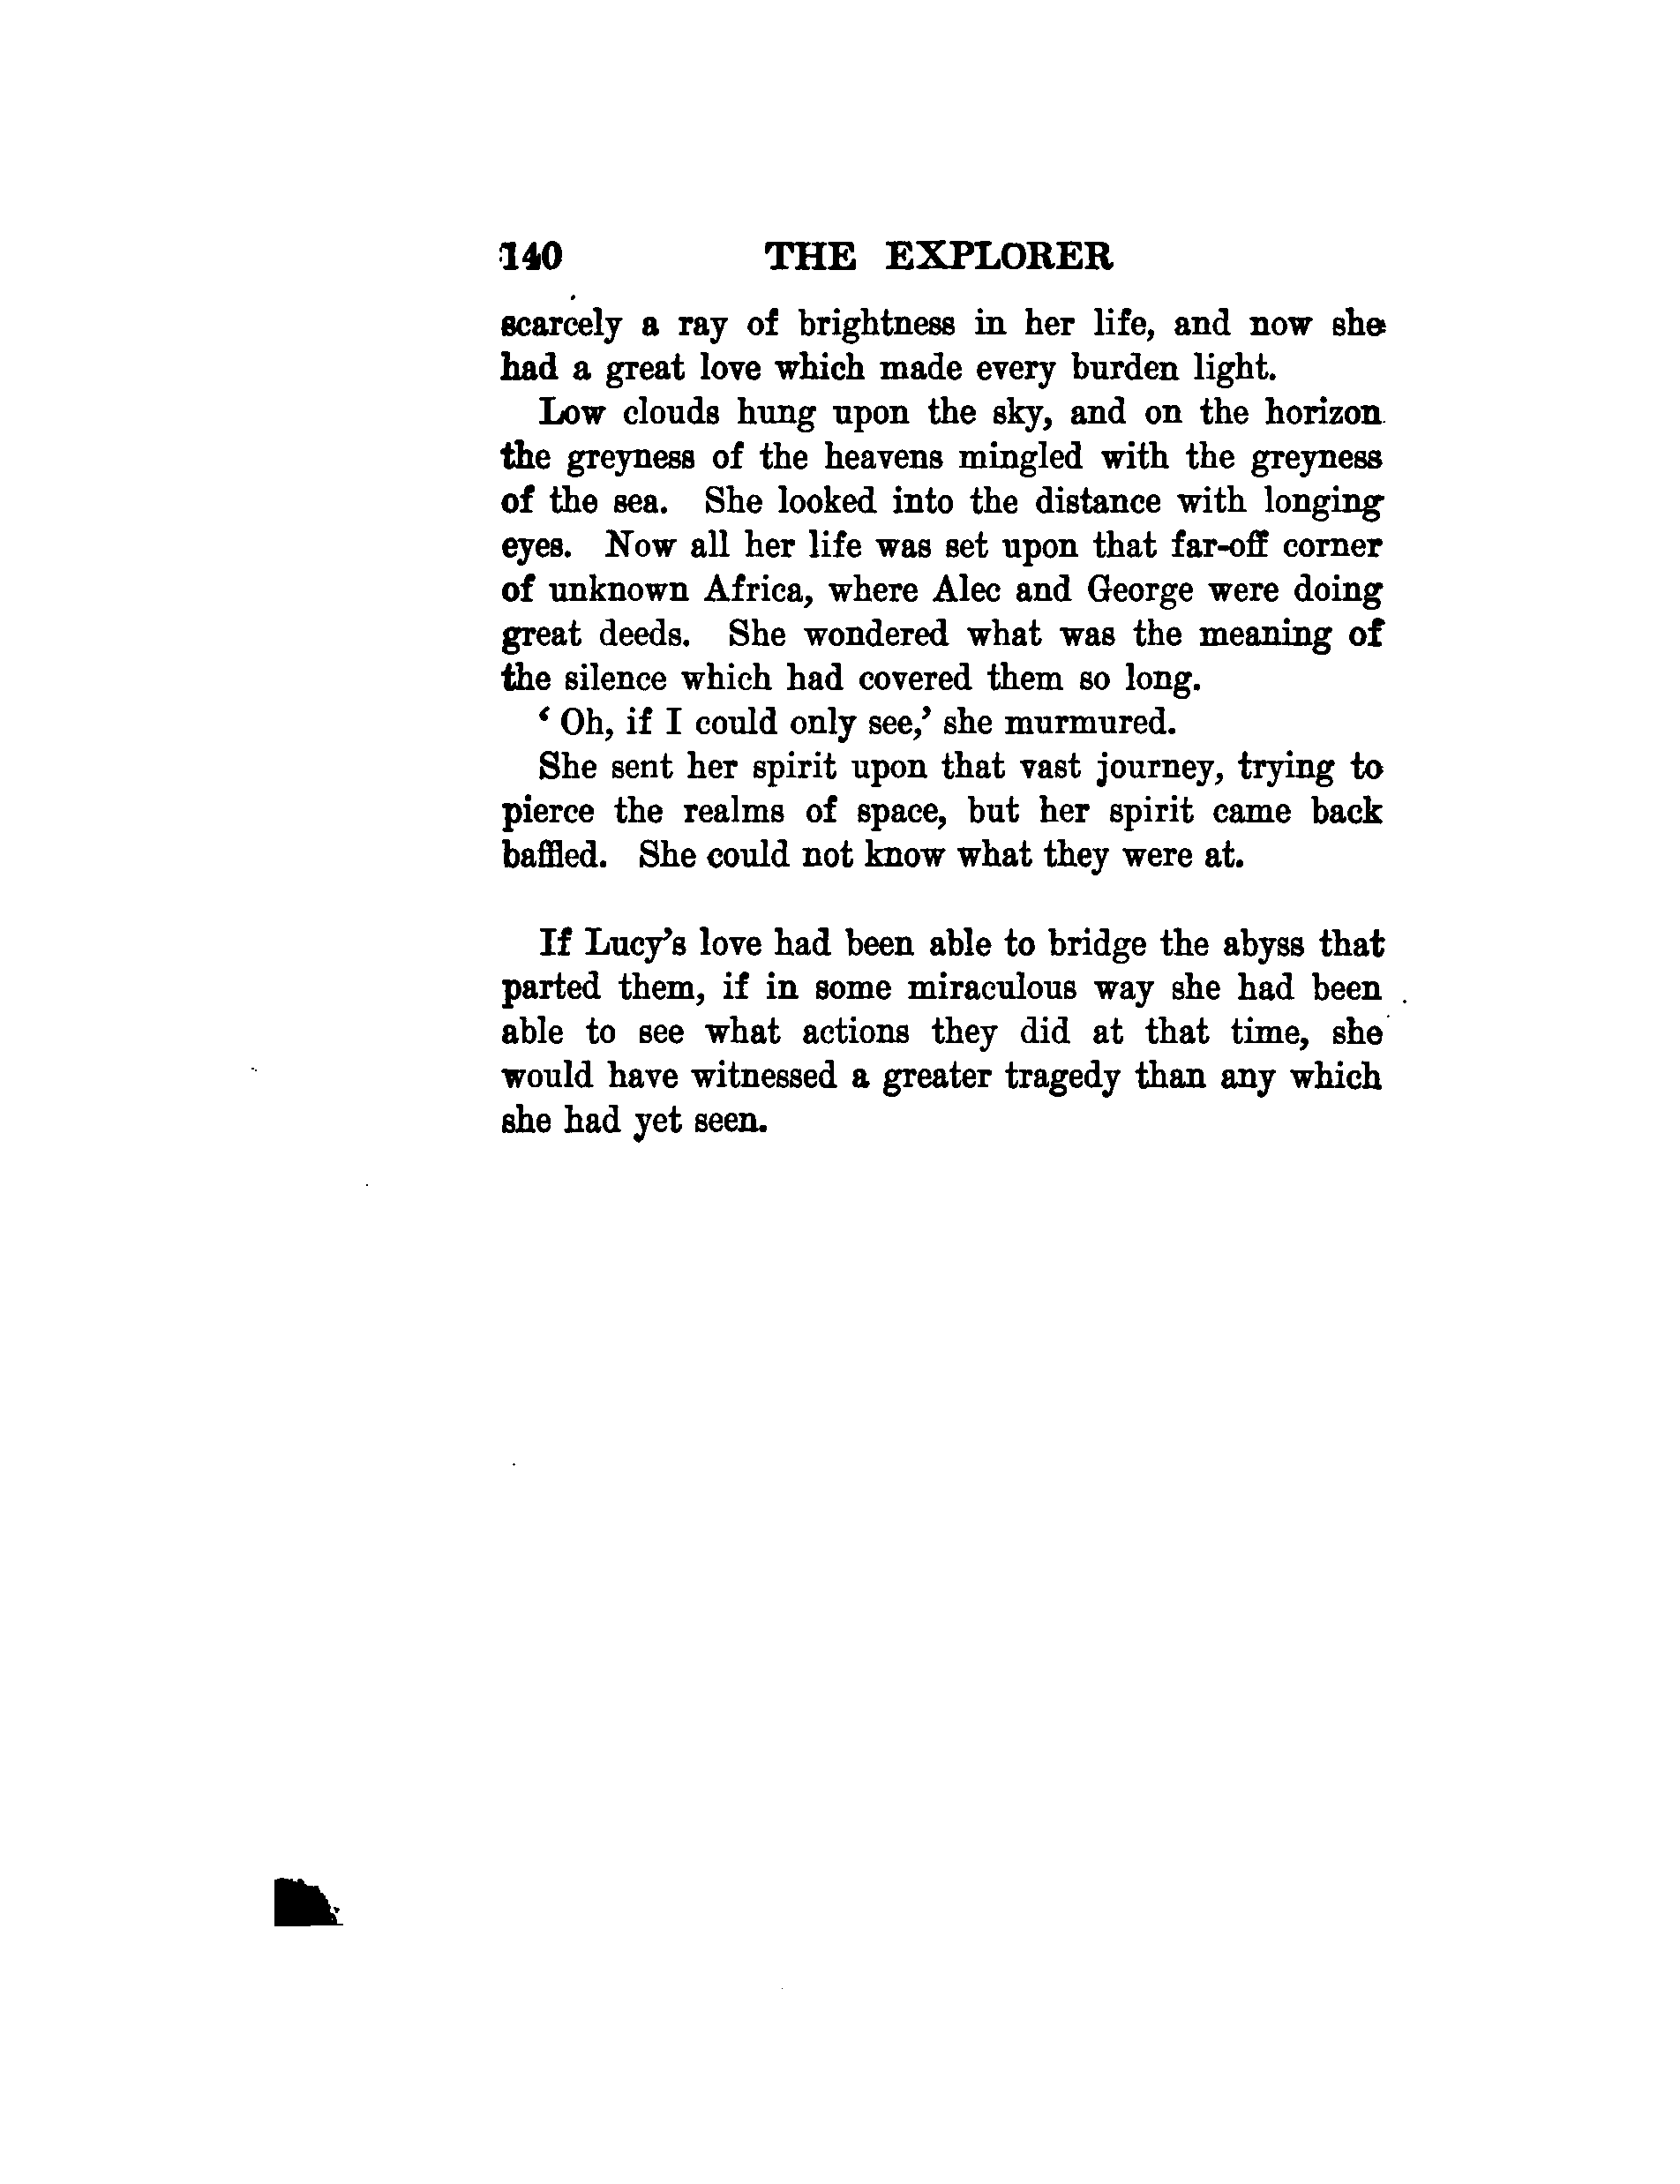 140 THE EXPLORER
scarcely a ray of brightness in her life, and now she
had a great love which made every burden light.
Low clouds hung upon the sky, and on the horizon
the greyness of the heavens mingled with the greyness
of the sea. She looked into the distance with longing
eyes. Now all her life was set upon that far-off corner
of unknown Africa, where Alec and George were doing
great deeds. She wondered what was the meaning of
the silence which had covered them so long.
‘ Oh, if I could only see,’ she murmured.
She sent her spirit upon that vast journey, trying to
pierce the realms of space, but her spirit came back
baffled. She could not know what they were at.
If Lucy’s love had been able to bridge the abyss that
parted them, if in some miraculous way she had been
able to see what actions they did at that time, she
would have witnessed a greater tragedy than any which
she had yet seen.